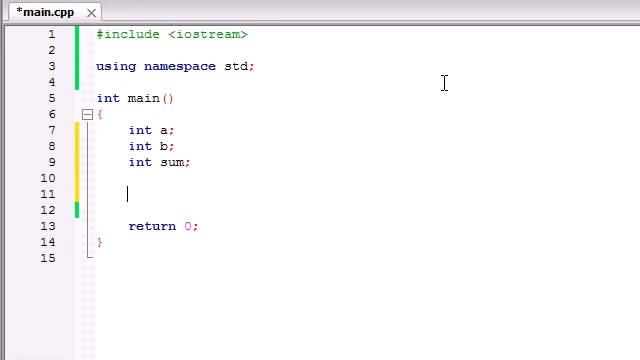 *main.cpp
1 #include <iostream>
2
3 using namespace std;
4
5 int main()
6 {
7 int a;
8 int b;
9 int sum;
10
11
12
13 return 0;
14 }
15